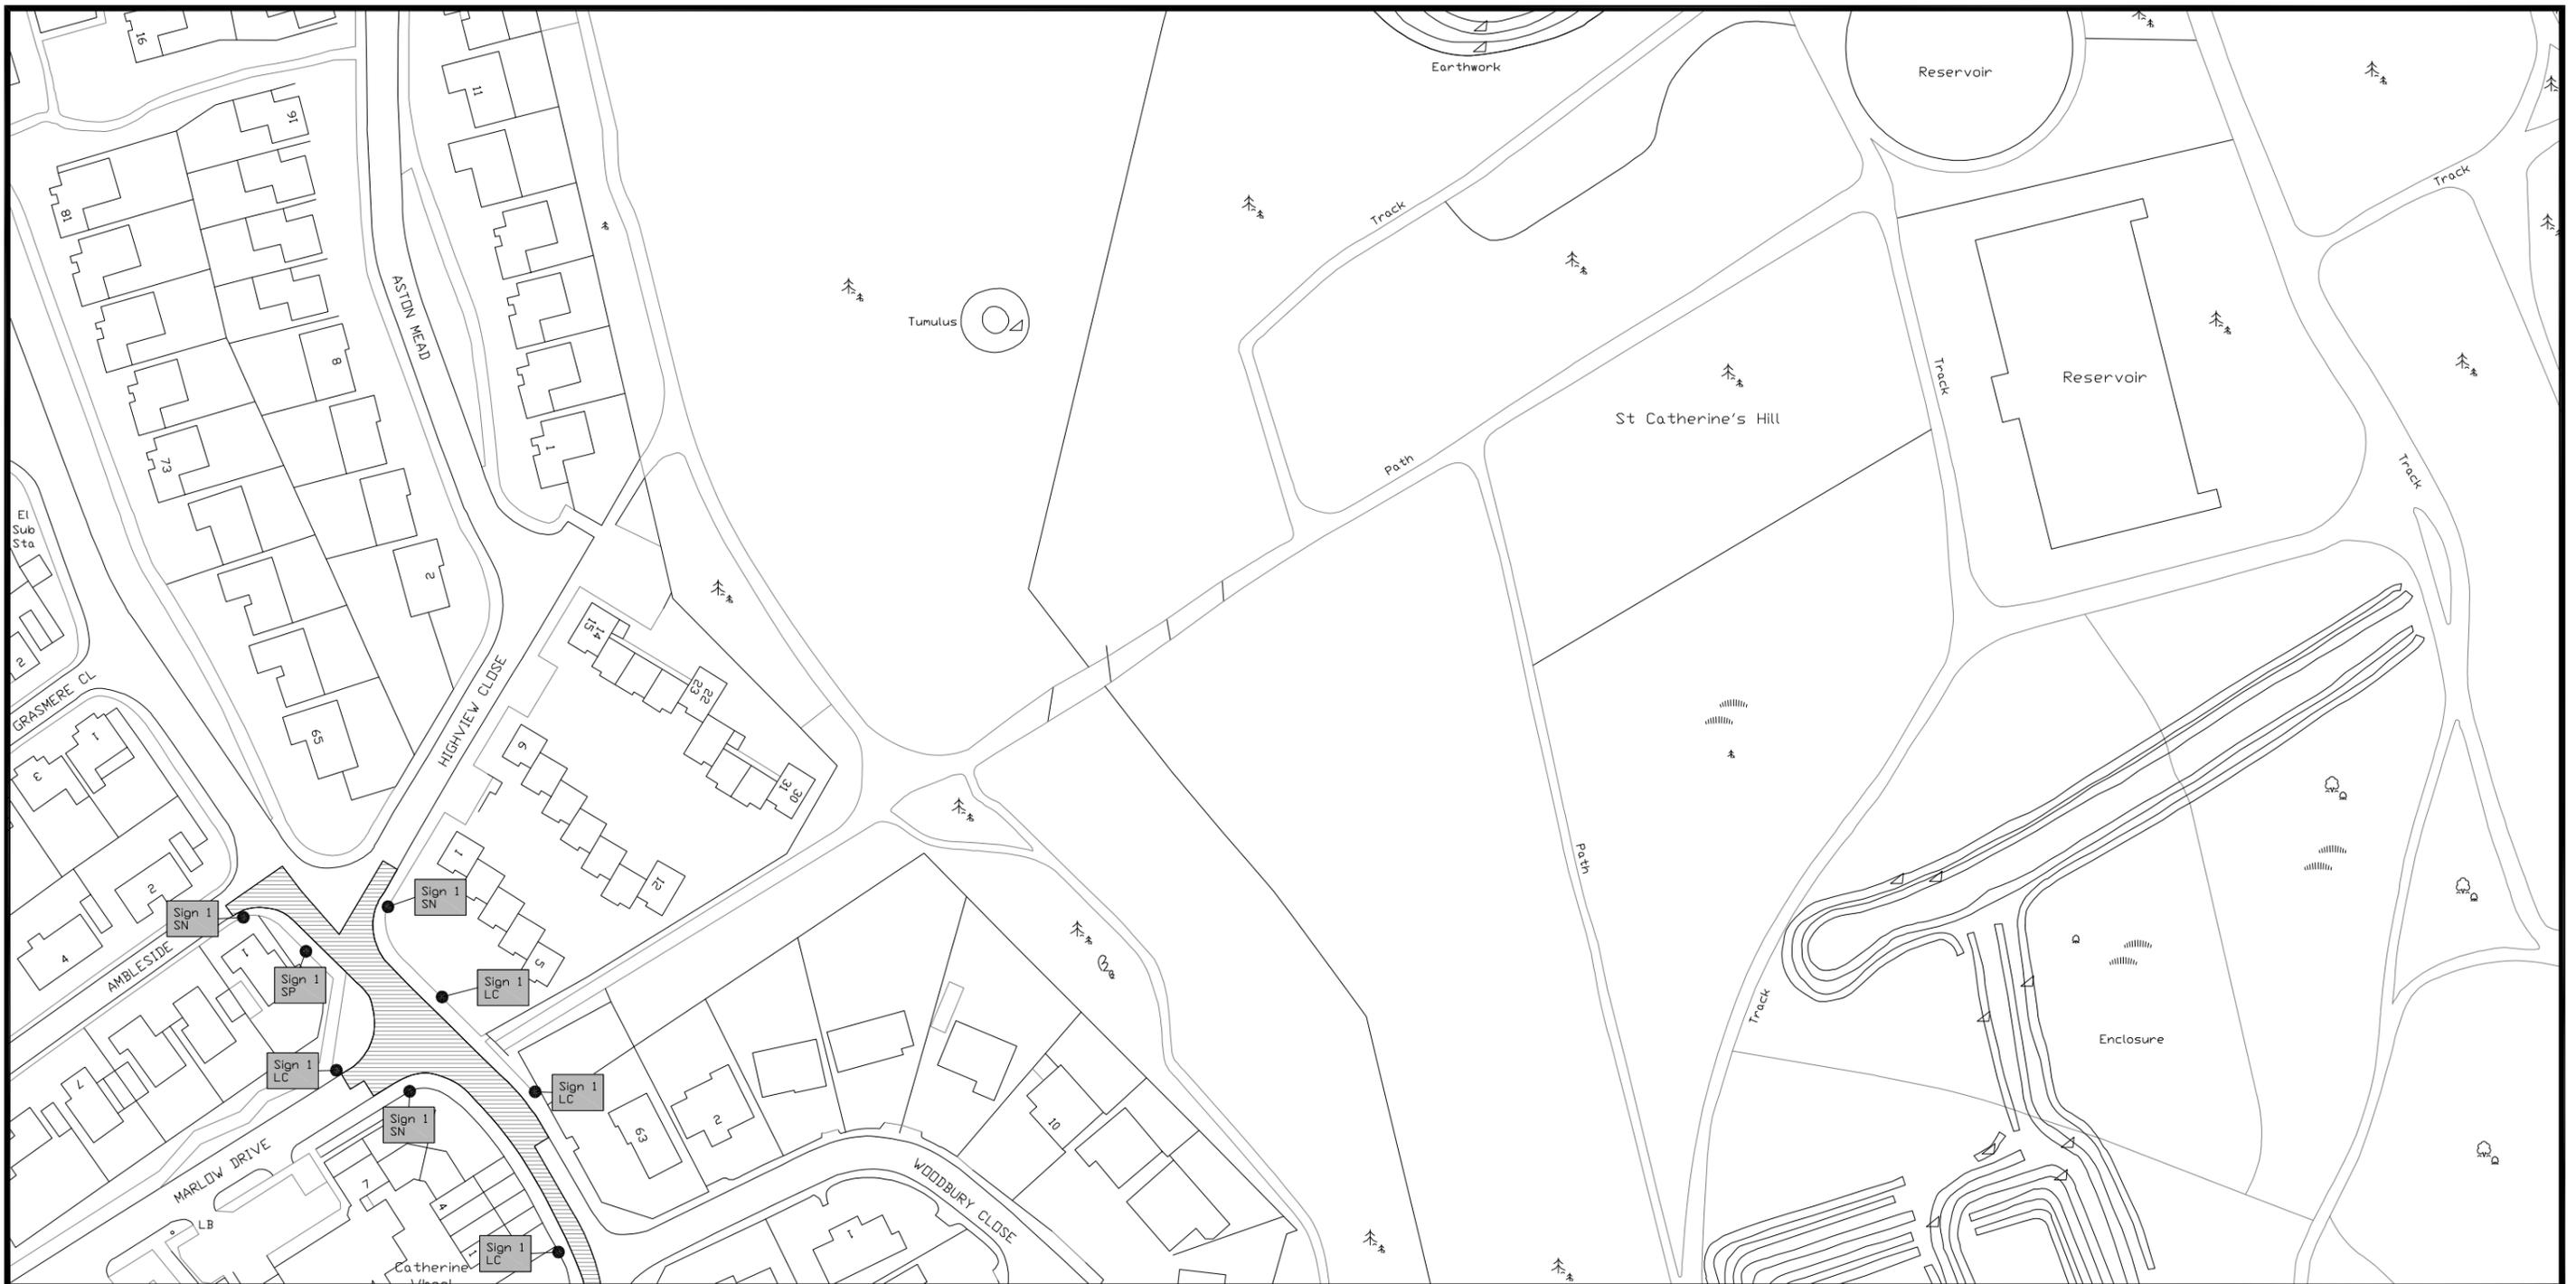 16
11
Earthwork
Reservoir
16
81
Track
Track
ASTON MEAD
Tumulus
8
Track
Reservoir
St Catherine's Hill
1
73
Path
Track
El
Sub
Sta
2
2
15
14
GRASMERE CL
HIGHVIEW CLOSE
23
22
1
3
65
6
31
30
1
2
12
Path
Sign 1
SN
Sign 1
SN
4
AMBLESIDE
1
5
Sign 1
SP
Sign 1
LC
Track
Enclosure
Sign 1
LC
Sign 1
LC
7
Sign 1
SN
63
2
10
MARLOW DRIVE
7
4
WOODBURY CLOSE
LB
1
1
Sign 1
LC
Catherine
Wheel